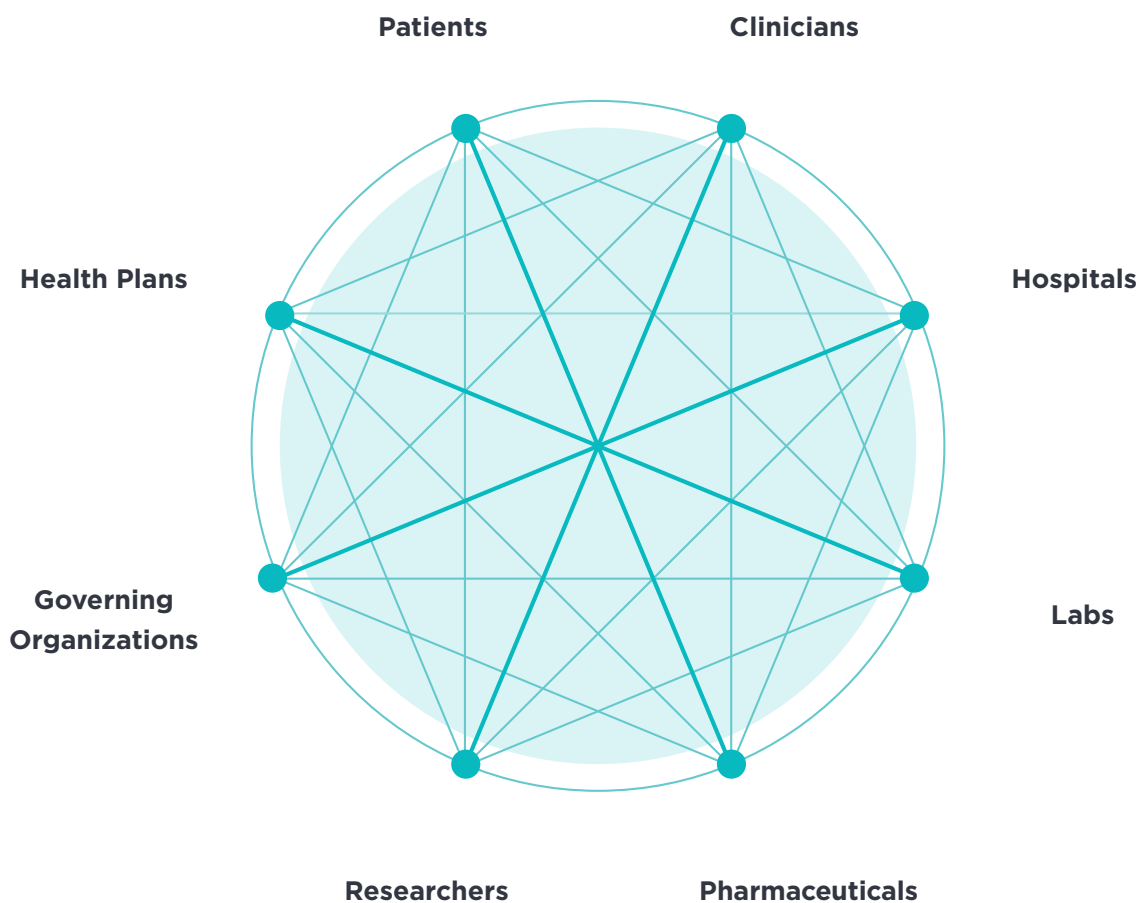 Patients
Clinicians
Health Plans
Hospitals
Governing
Organizations
Labs
Researchers
Pharmaceuticals